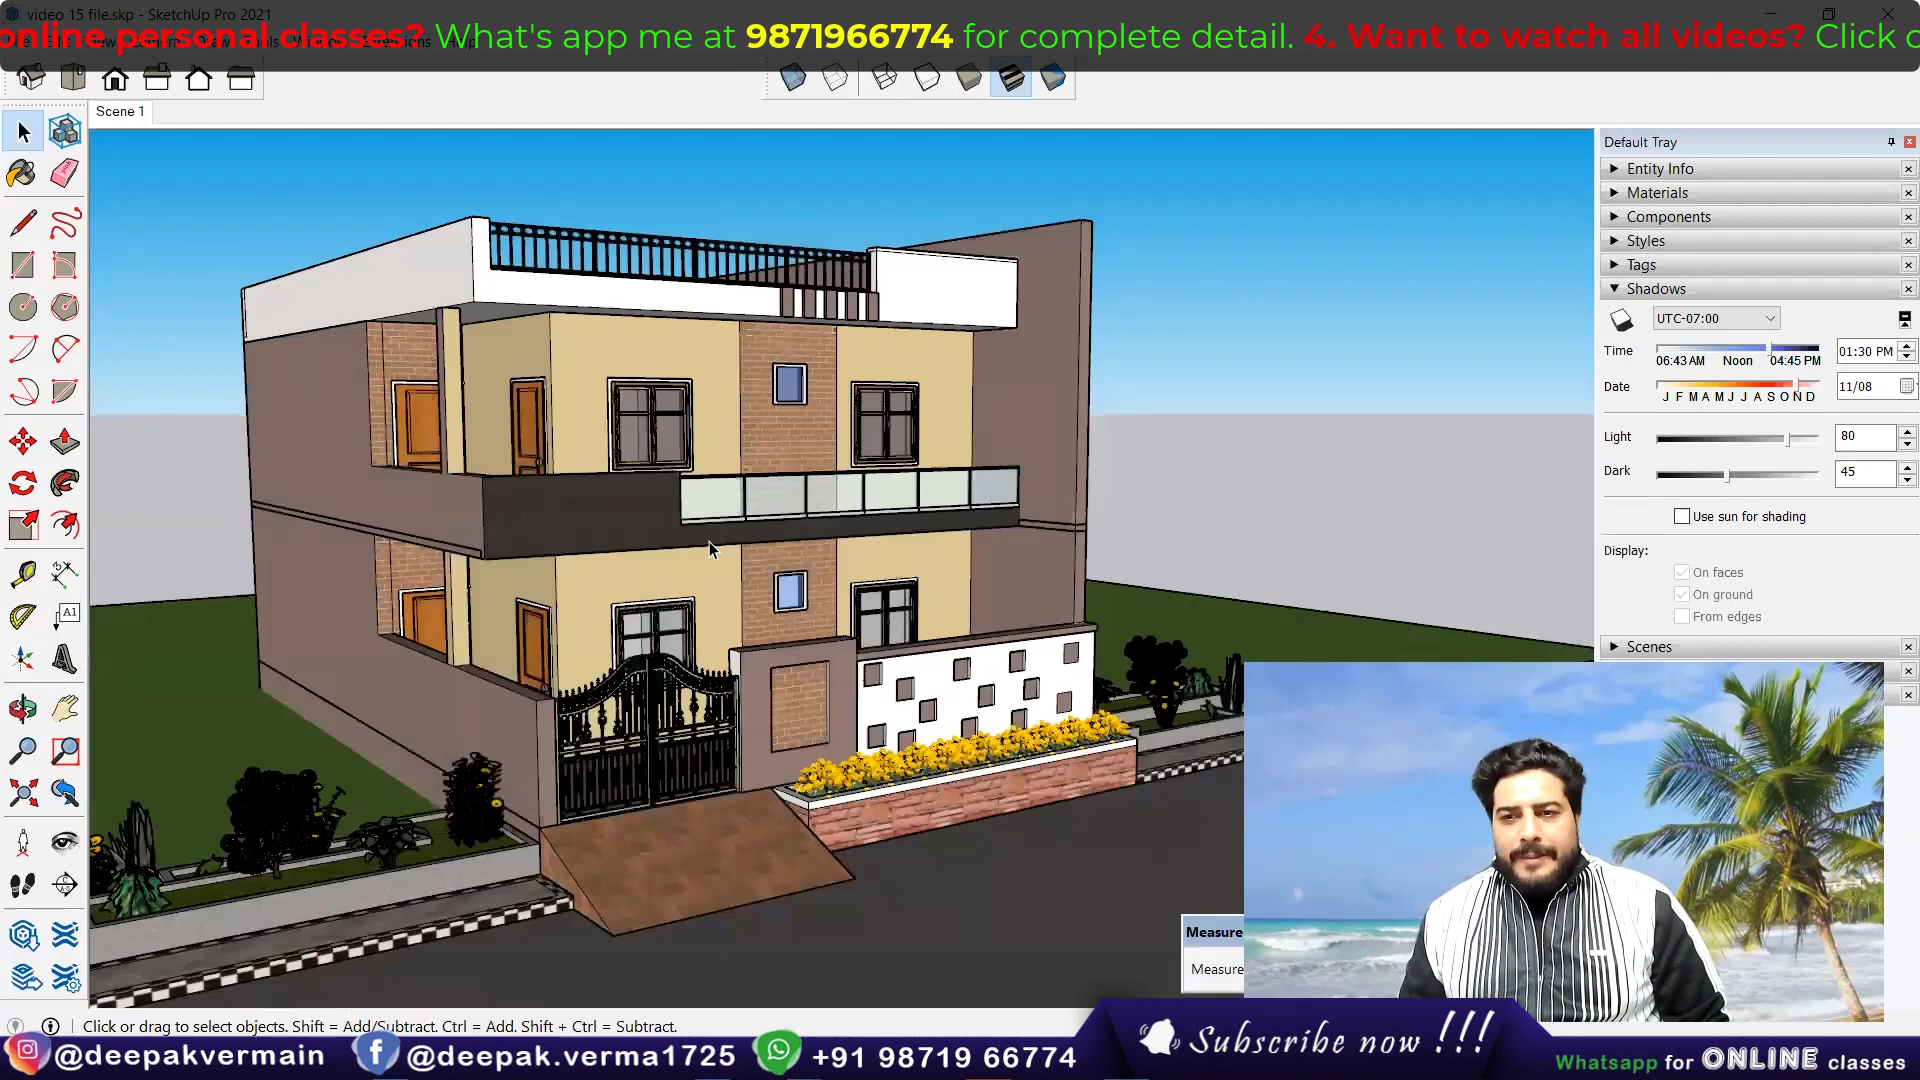 video 15 file.skp - SketchUp Pro 2021
online personal classes? What's app me at 9871966774 for complete detail. 4. Want to watch all videos? Click
Scene 1
Default Tray
Entity Info
Materials
Components
Styles
Tags
Shadows
UTC-07:00
Time
06:43 AM Noon 04:45 PM
01:30 PM
Date
J F M A M J J A S O N D
11/08
Light
80
Dark
45
Use sun for shading
Display:
On faces
On ground
From edges
Scenes
A1
Measure
Measure
Click or drag to select objects. Shift = Add/Subtract. Ctrl = Add. Shift + Ctrl = Subtract.
@deepakvermain
@deepak.verma1725
+91 98719 66774
Subscribe now !!!
Whatsapp for ONLINE classes